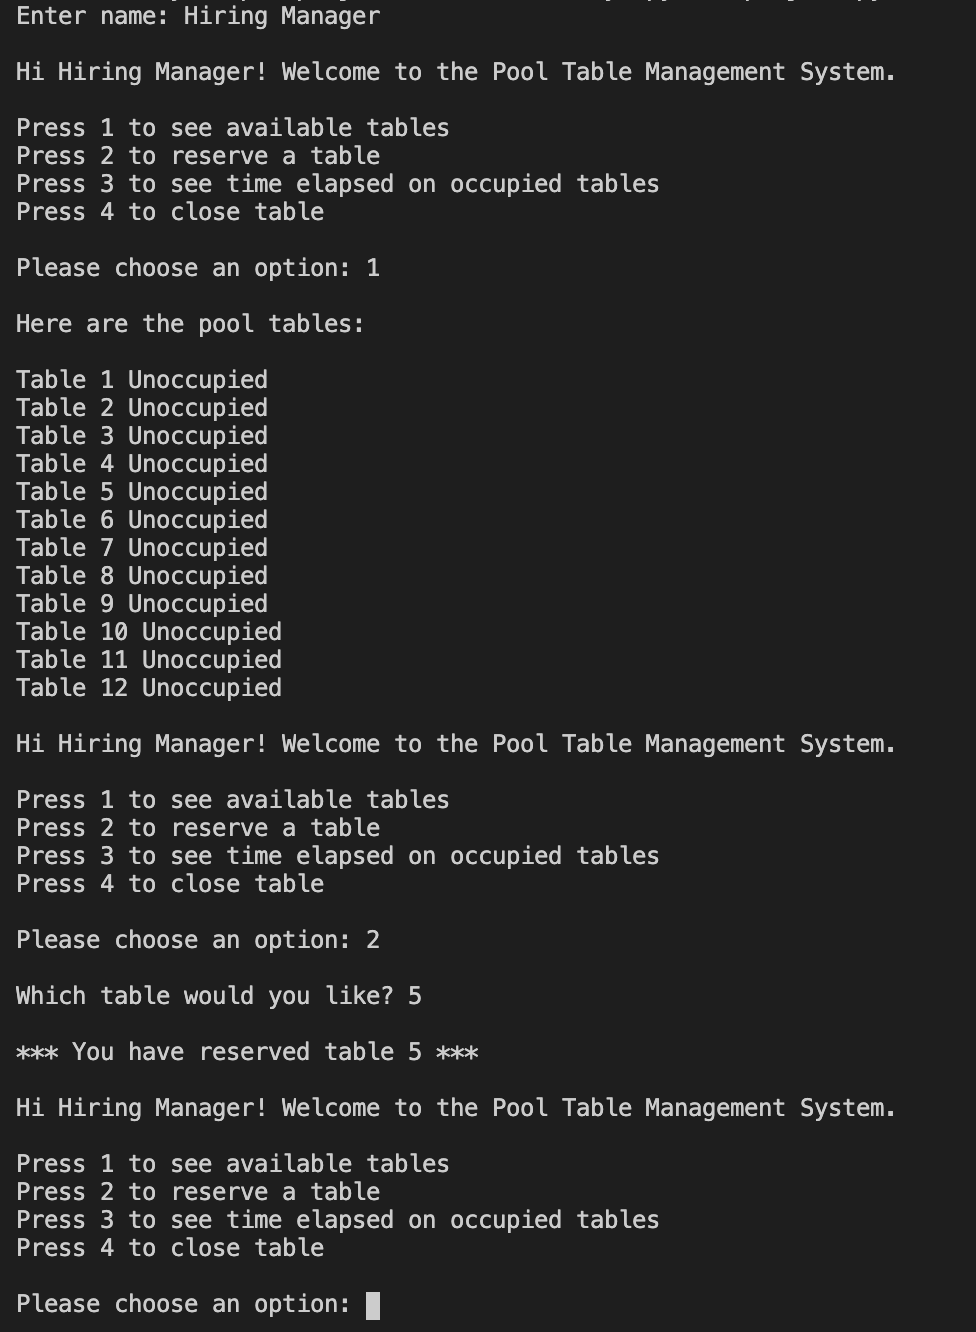 Enter name: Hiring Manager
Hi Hiring Manager! Welcome to the Pool Table Management System.
Press 1 to see available tables
Press 2 to reserve a table
Press 3 to see time elapsed on occupied tables
Press 4 to close table
Please choose an option: 1
Here are the pool tables:
Table 1 Unoccupied
Table 2 Unoccupied
Table 3 Unoccupied
Table 4 Unoccupied
Table 5 Unoccupied
Table 6 Unoccupied
Table 7 Unoccupied
Table 8 Unoccupied
Table 9 Unoccupied
Table 10 Unoccupied
Table 11 Unoccupied
Table 12 Unoccupied
Hi Hiring Manager! Welcome to the Pool Table Management System.
Press 1 to see available tables
Press 2 to reserve a table
Press 3 to see time elapsed on occupied tables
Press 4 to close table
Please choose an option: 2
Which table would you like? 5
*** You have reserved table 5 ***
Hi Hiring Manager! Welcome to the Pool Table Management System.
Press 1 to see available tables
Press 2 to reserve a table
Press 3 to see time elapsed on occupied tables
Press 4 to close table
Please choose an option: